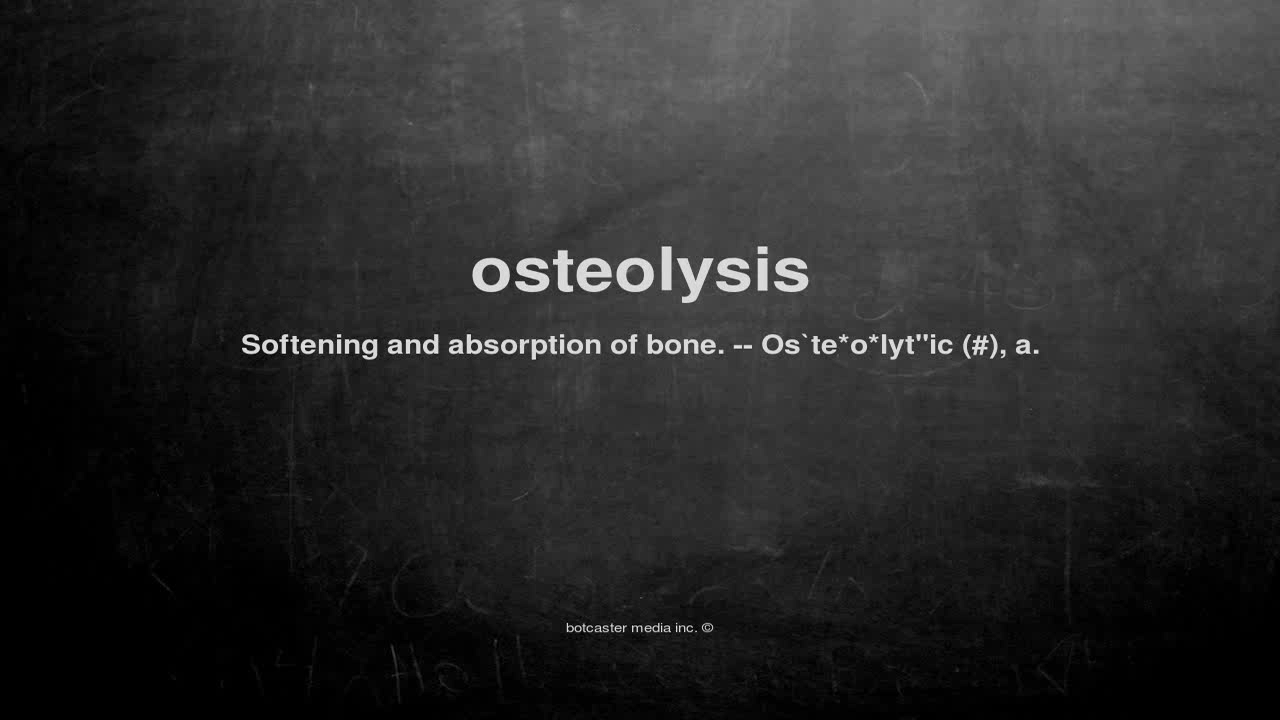 osteolysis
Softening and absorption of bone. -- Os`te*o*lyt"ic (#), a.
botcaster media inc. ©